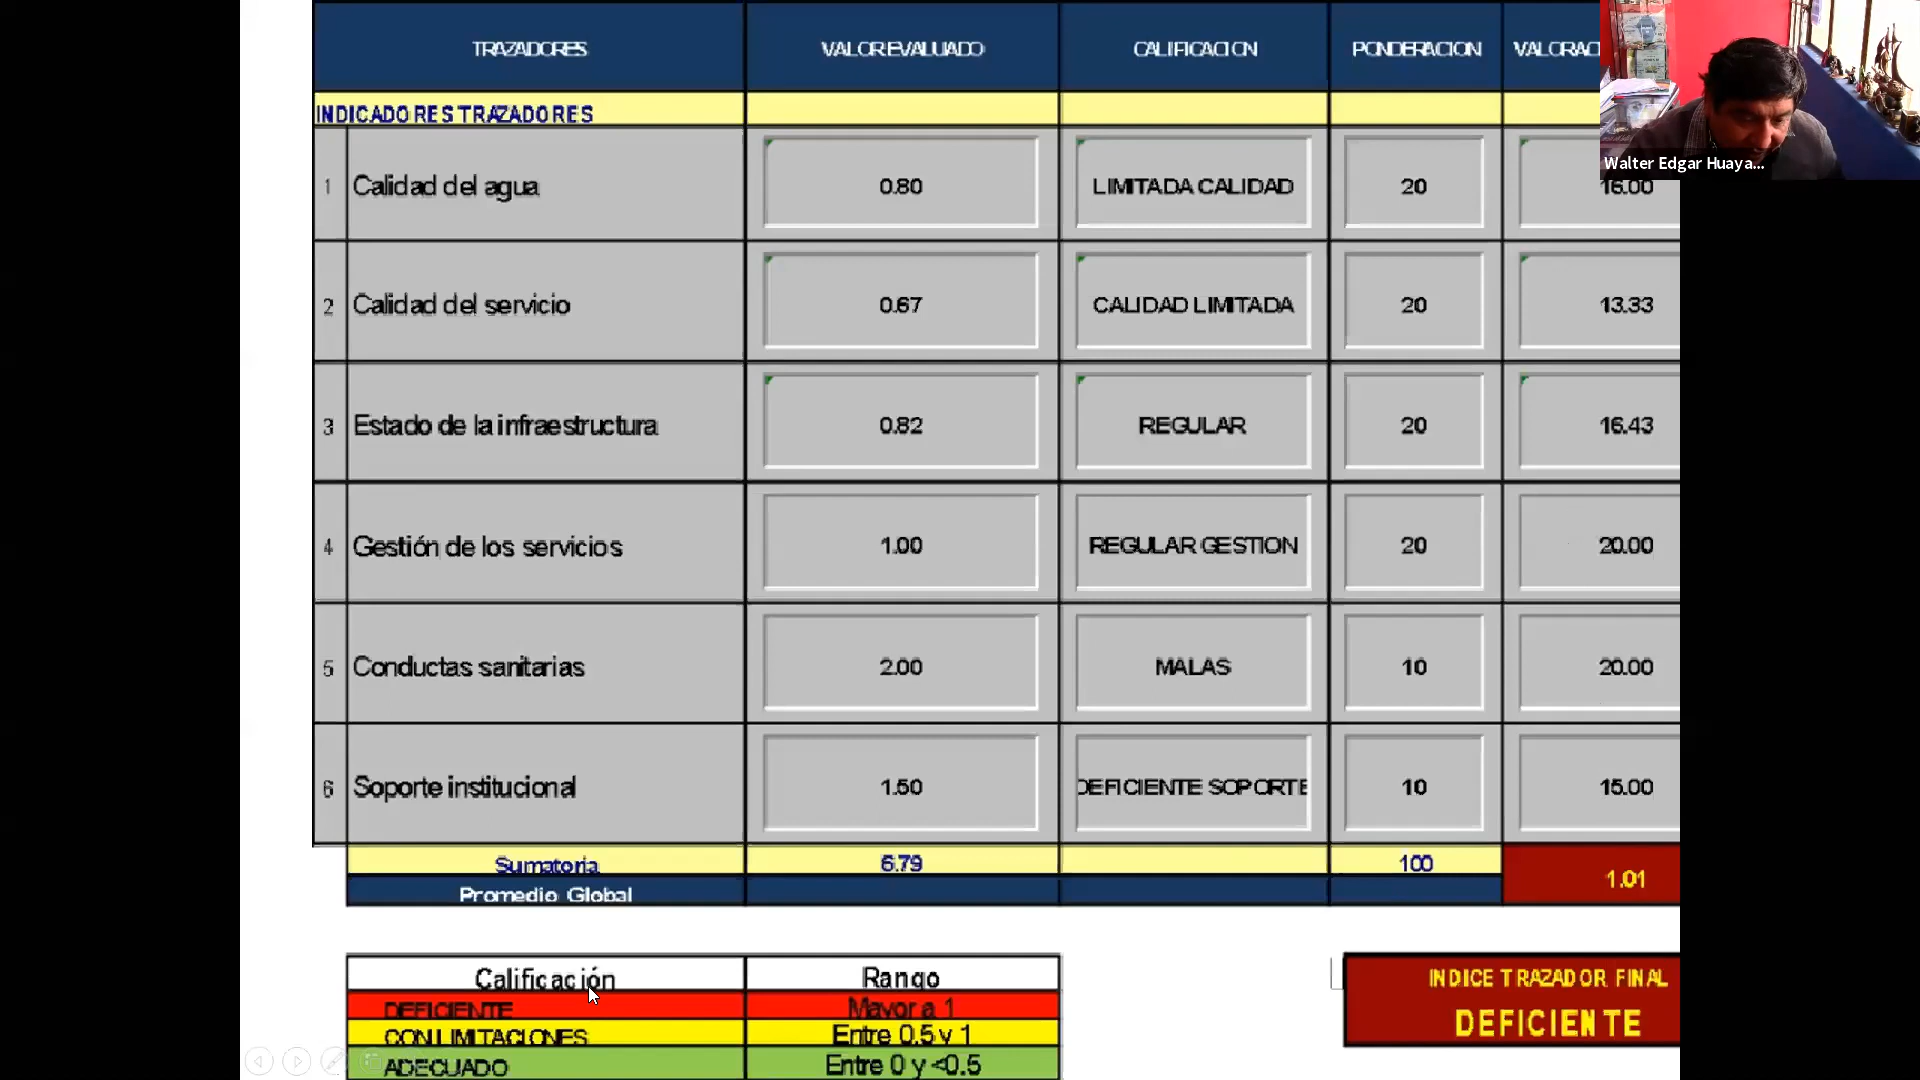 TRAZADORES VALOR EVALUADO CALIFICACION PONDERACION VALORAC
INDICADORES TRAZADORES
1 Calidad del agua 0.80 LIMITADA CALIDAD 20 16.00
2 Calidad del servicio 0.67 CALIDAD LIMITADA 20 13.33
3 Estado de la infraestructura 0.82 REGULAR 20 16.43
4 Gestión de los servicios 1.00 REGULAR GESTION 20 20.00
5 Conductas sanitarias 2.00 MALAS 10 20.00
6 Soporte institucional 1.50 DEFICIENTE SOPORTE 10 15.00
Sumatoria 6.79 100 1.01
Promedio Global
Calificación Rango
DEFICIENTE Mayor a 1
CON LIMITACIONES Entre 0.5 y 1
ADECUADO Entre 0 y <0.5
INDICE TRAZADOR FINAL
DEFICIENTE
Walter Edgar Huaya...